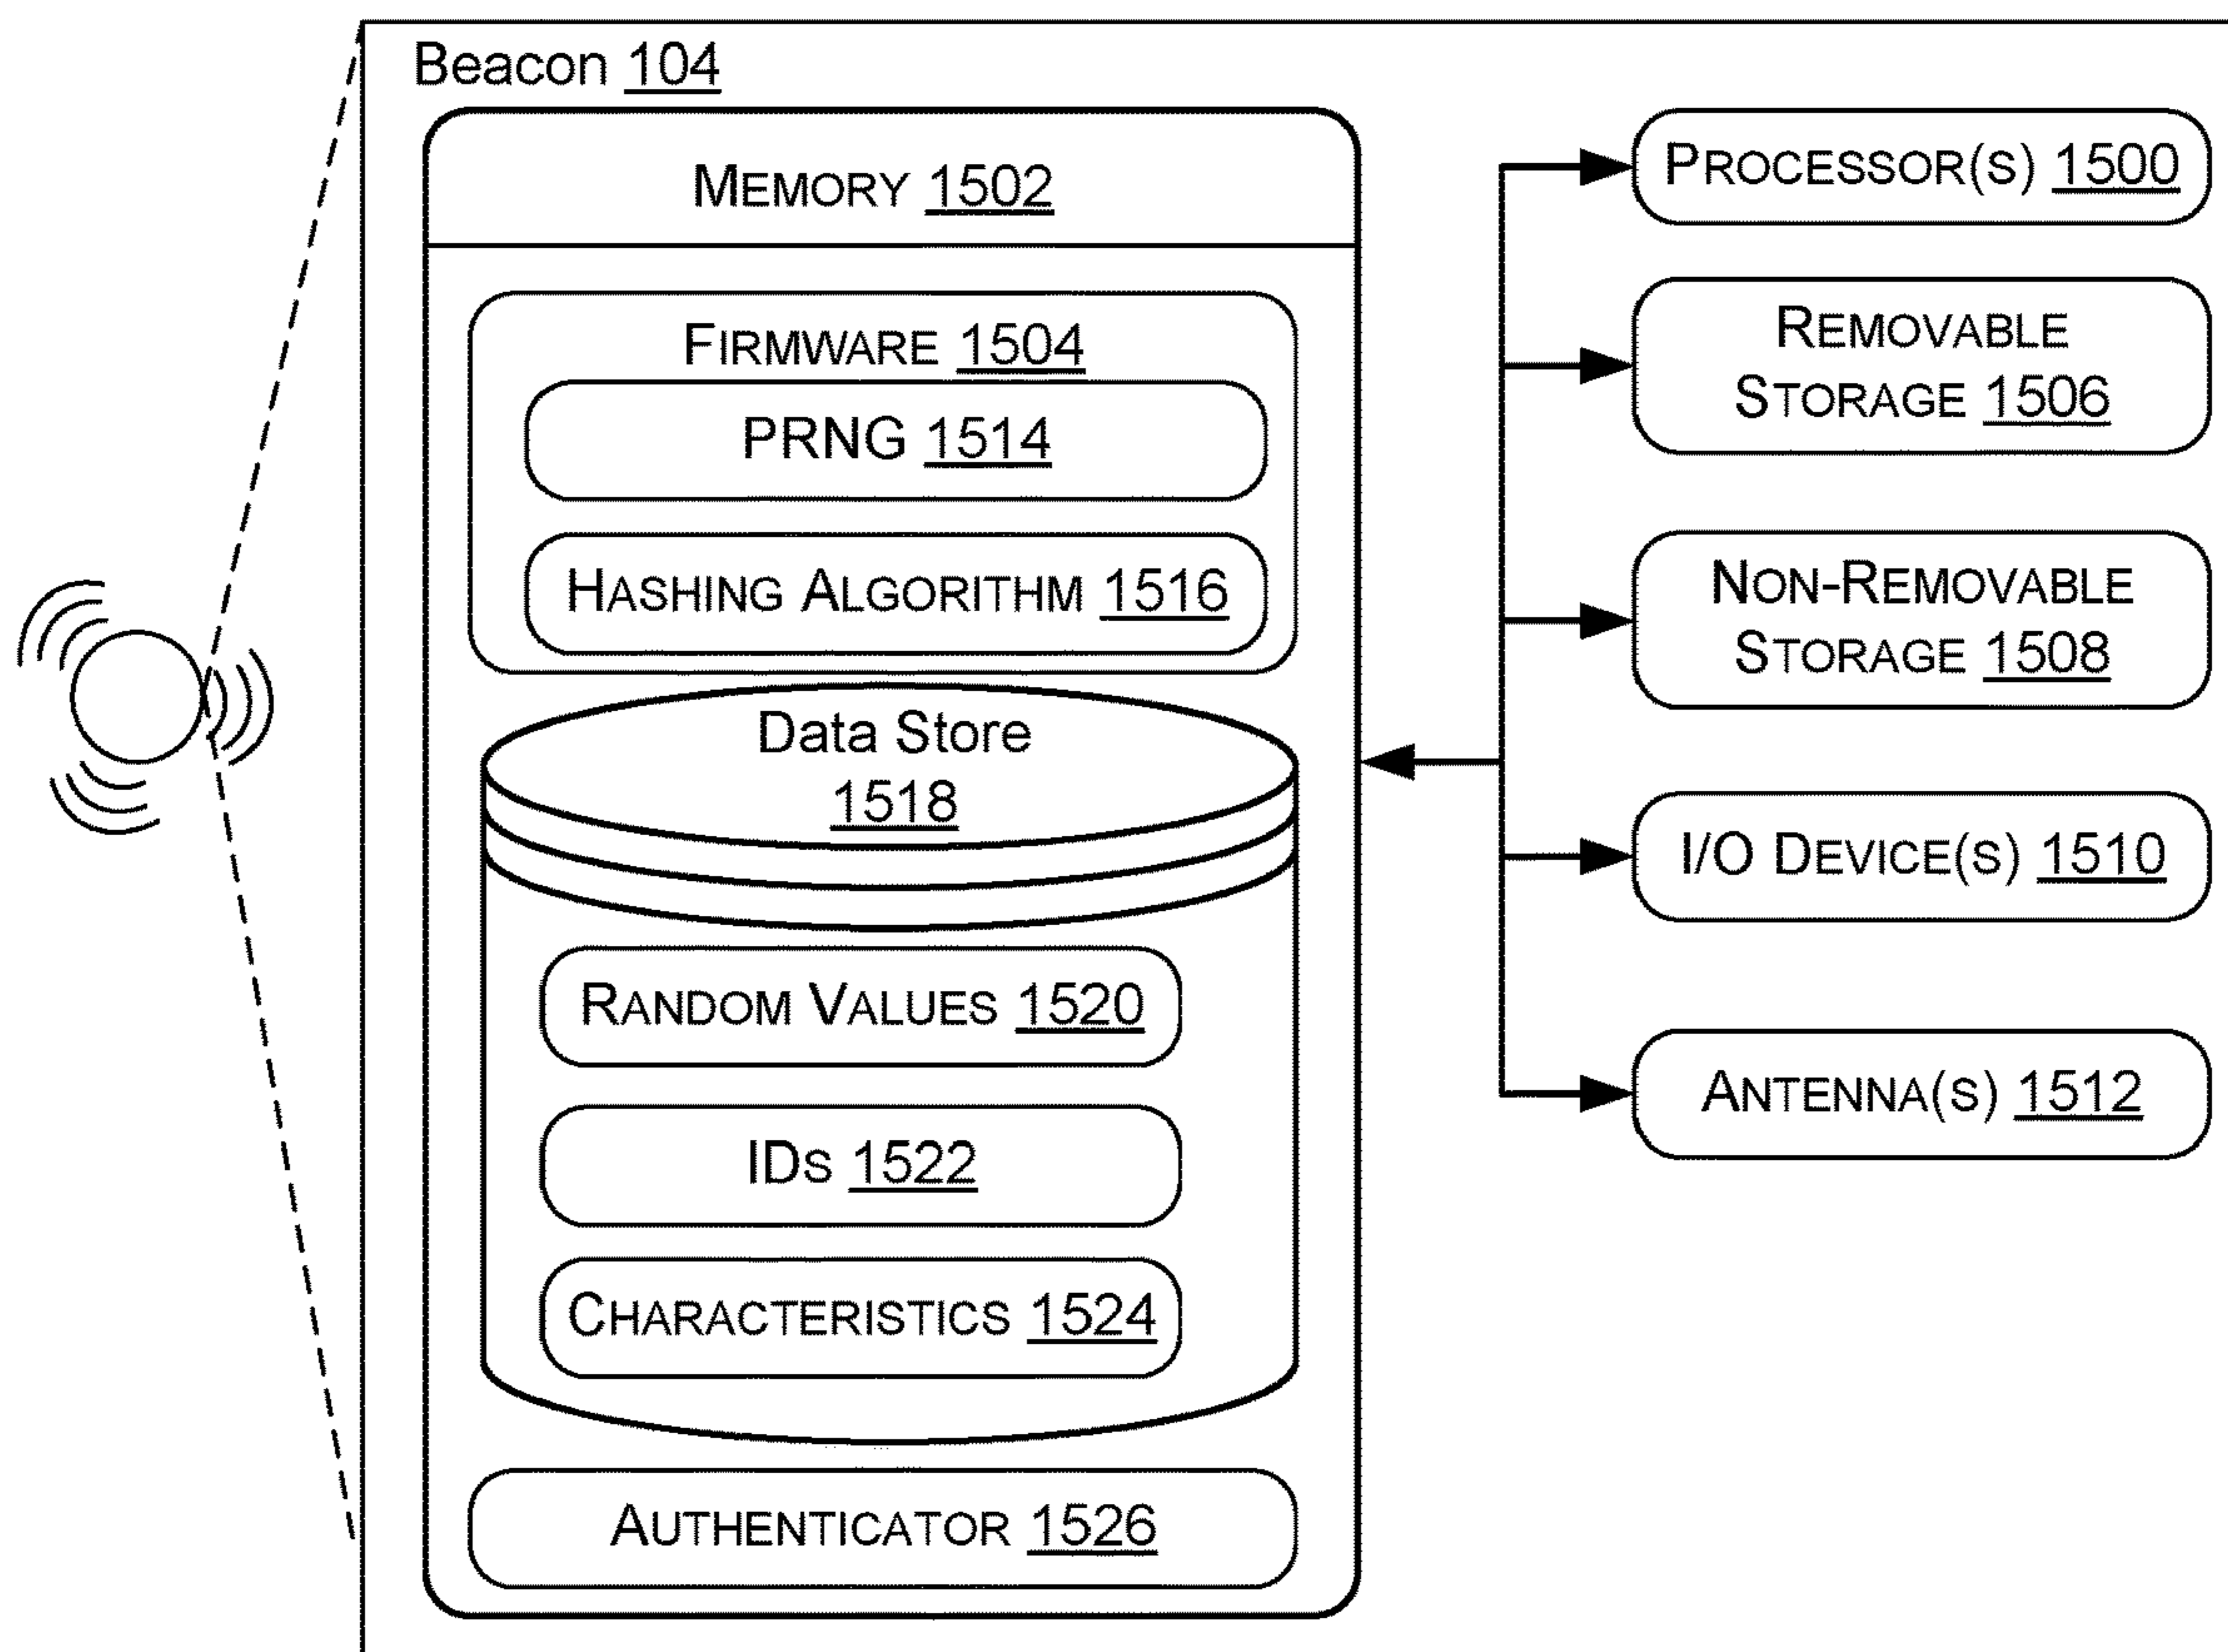 Beacon 104
MEMORY 1502
FIRMWARE 1504
PRNG 1514
HASHING ALGORITHM 1516
Data Store
1518
RANDOM VALUES 1520
IDS 1522
CHARACTERISTICS 1524
AUTHENTICATOR 1526
PROCESSOR(S) 1500
REMOVABLE
STORAGE 1506
NON-REMOVABLE
STORAGE 1508
I/O DEVICE(S) 1510
ANTENNA(S) 1512